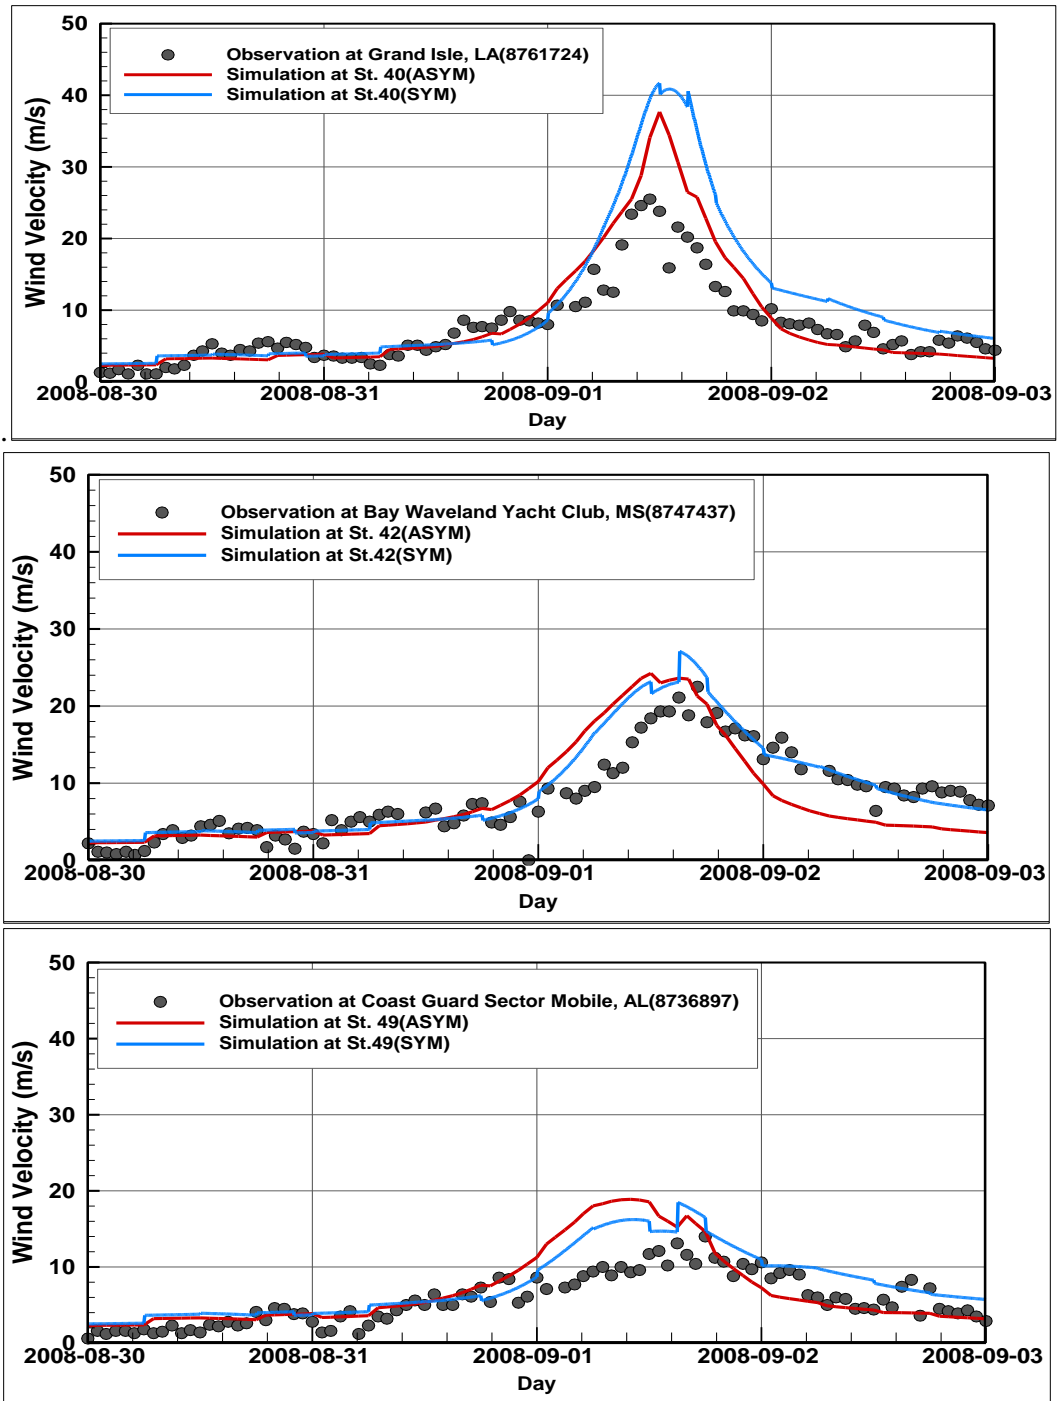 50
40
30
20
10
0
Wind Velocity (m/s)
Observation at Grand Isle, LA(8761724)
Simulation at St. 40(ASYM)
Simulation at St.40(SYM)
2008-08-30 2008-08-31 2008-09-01 2008-09-02 2008-09-03
Day
.
50
40
30
20
10
0
Wind Velocity (m/s)
Observation at Bay Waveland Yacht Club, MS(8747437)
Simulation at St. 42(ASYM)
Simulation at St.42(SYM)
2008-08-30 2008-08-31 2008-09-01 2008-09-02 2008-09-03
Day
50
40
30
20
10
0
Wind Velocity (m/s)
Observation at Coast Guard Sector Mobile, AL(8736897)
Simulation at St. 49(ASYM)
Simulation at St.49(SYM)
2008-08-30 2008-08-31 2008-09-01 2008-09-02 2008-09-03
Day